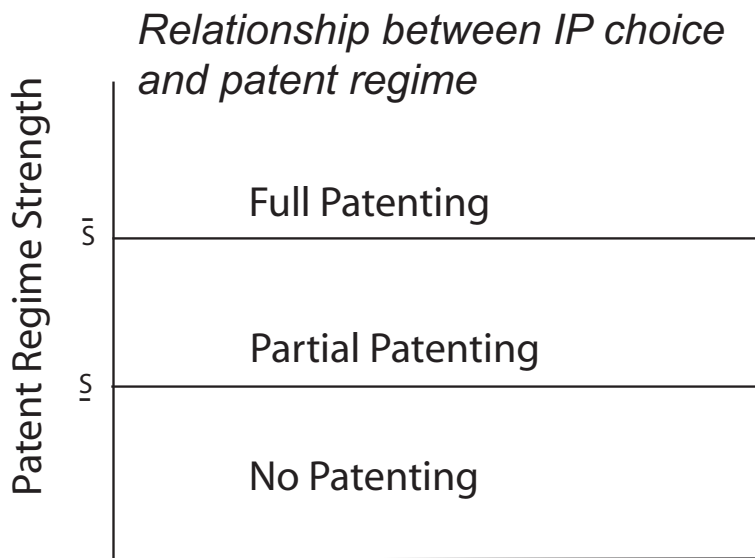 Relationship between IP choice
and patent regime
Patent Regime Strength
Full Patenting
s̄
Partial Patenting
s̲
No Patenting